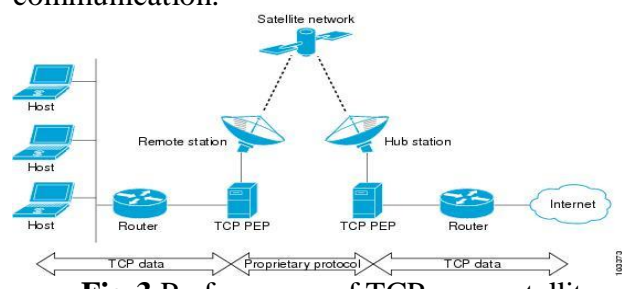 communication.
Satellite network
Host
Remote station
Hub station
Host
Internet
Host
Router
TCP PEP
TCP PEP
Router
TCP data
Proprietary protocol
TCP data
163373
Fig 3 Performance of TCP over satellite